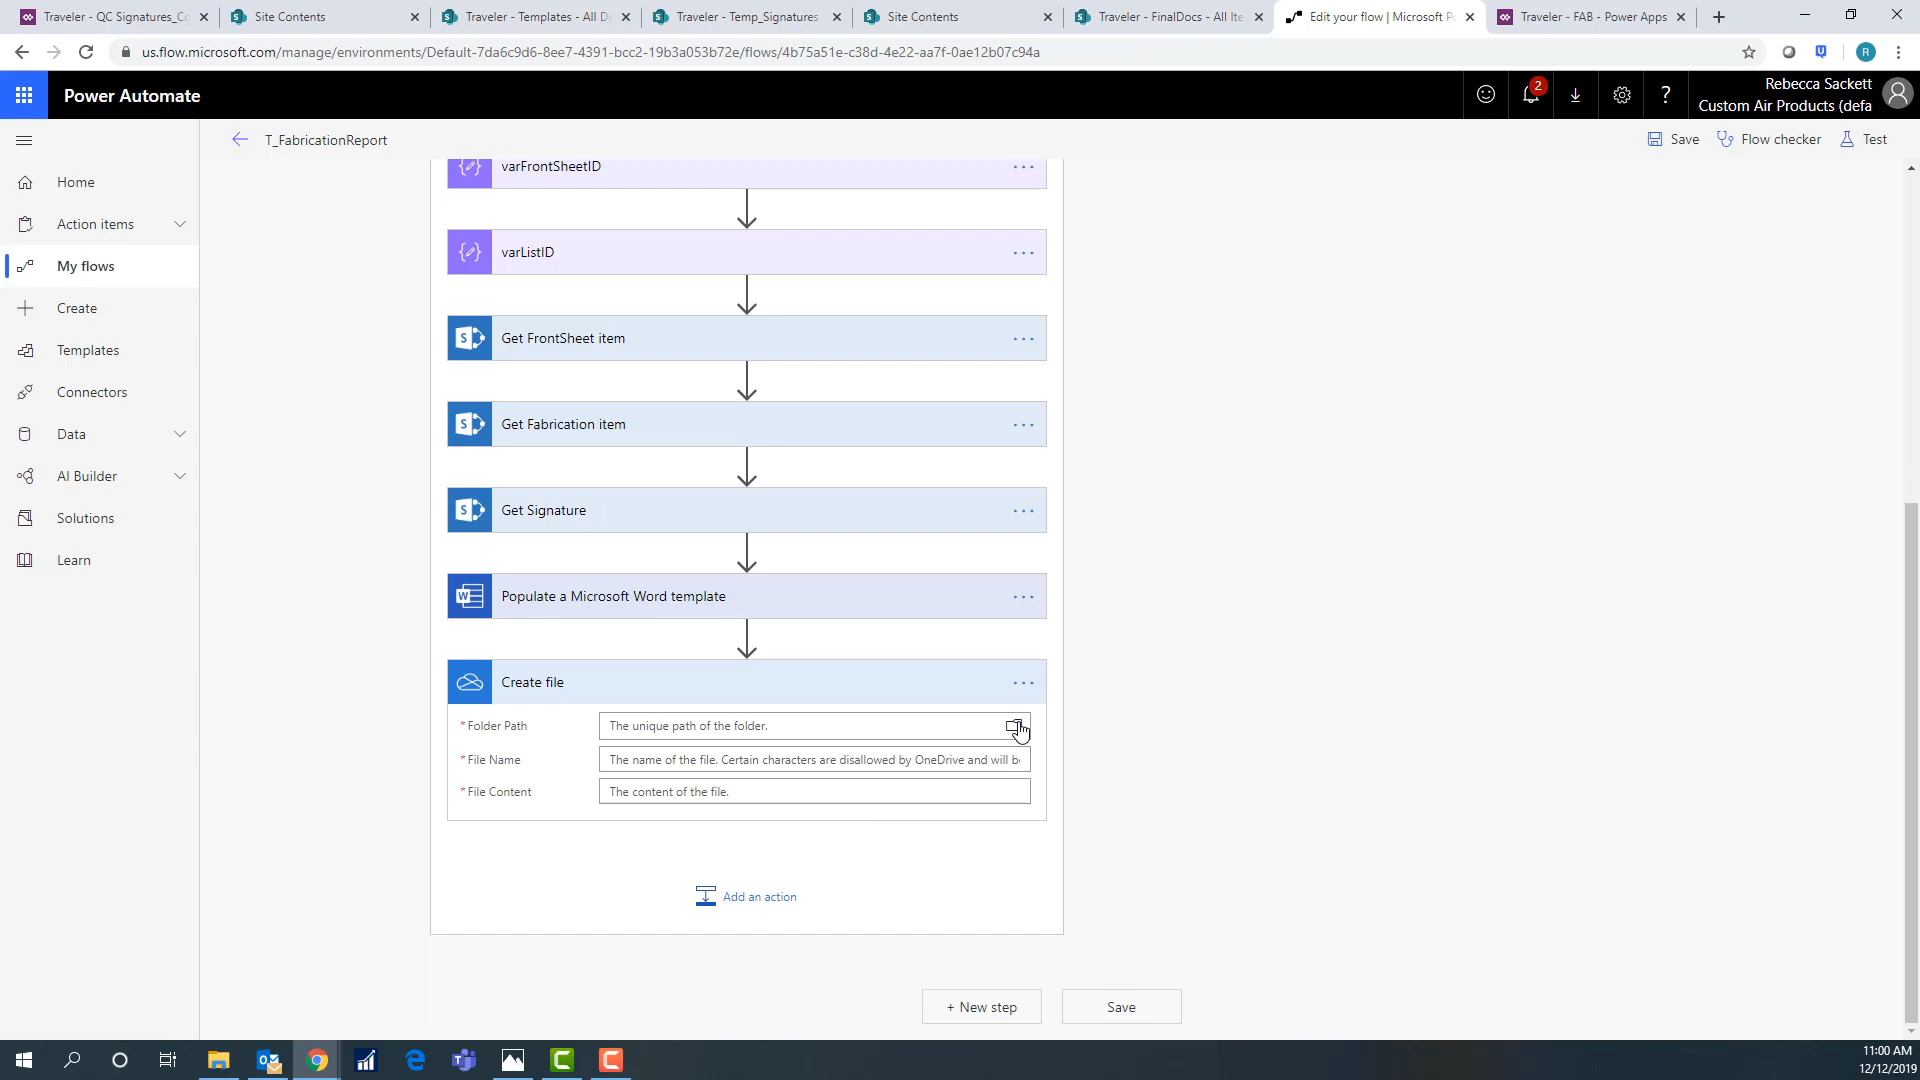 Traveler - QC Signatures_Co
Site Contents
Traveler - Templates - All D
Traveler - Temp_Signatures
Site Contents
Traveler - FinalDocs - All Ite
Edit your flow | Microsoft P
Traveler - FAB - Power Apps
us.flow.microsoft.com/manage/environments/Default-7da6c9d6-8ee7-4391-bcc2-19b3a053b72e/flows/4b75a51e-c38d-4e22-aa7f-0ae12b07c94a
R
Power Automate
2
?
Rebecca Sackett
Custom Air Products (defa
T_FabricationReport
Save
Flow checker
Test
Home
Action items
My flows
Create
Templates
Connectors
Data
AI Builder
Solutions
Learn
varFrontSheetID
varListID
Get FrontSheet item
Get Fabrication item
Get Signature
Populate a Microsoft Word template
Create file
* Folder Path
The unique path of the folder.
* File Name
The name of the file. Certain characters are disallowed by OneDrive and will b
* File Content
The content of the file.
Add an action
+ New step
Save
11:00 AM
12/12/2019